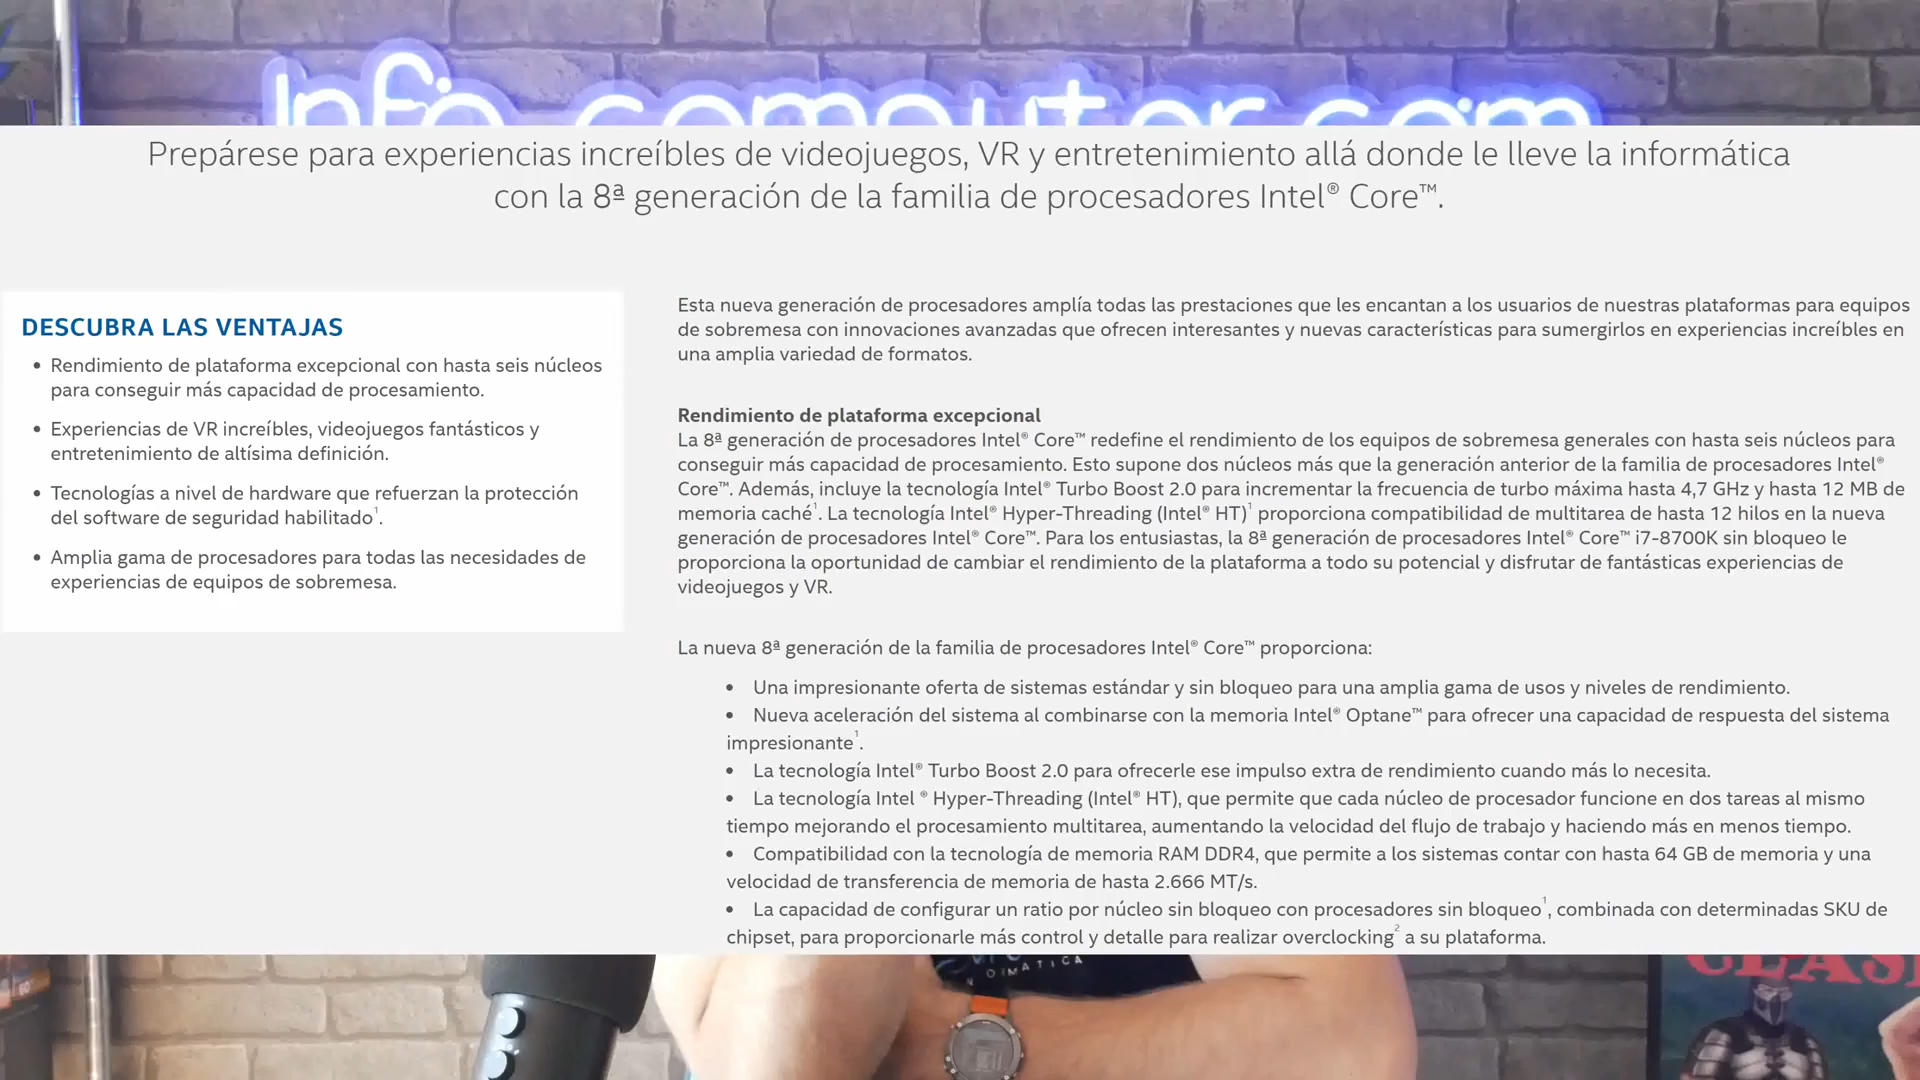 Info-computer.com
Prepárese para experiencias increíbles de videojuegos, VR y entretenimiento allá donde le lleve la informática
con la 8ª generación de la familia de procesadores Intel® Core™.
DESCUBRA LAS VENTAJAS
• Rendimiento de plataforma excepcional con hasta seis núcleos
para conseguir más capacidad de procesamiento.
• Experiencias de VR increíbles, videojuegos fantásticos y
entretenimiento de altísima definición.
• Tecnologías a nivel de hardware que refuerzan la protección
del software de seguridad habilitado¹.
• Amplia gama de procesadores para todas las necesidades de
experiencias de equipos de sobremesa.
Esta nueva generación de procesadores amplía todas las prestaciones que les encantan a los usuarios de nuestras plataformas para equipos
de sobremesa con innovaciones avanzadas que ofrecen interesantes y nuevas características para sumergirlos en experiencias increíbles en
una amplia variedad de formatos.
Rendimiento de plataforma excepcional
La 8ª generación de procesadores Intel® Core™ redefine el rendimiento de los equipos de sobremesa generales con hasta seis núcleos para
conseguir más capacidad de procesamiento. Esto supone dos núcleos más que la generación anterior de la familia de procesadores Intel®
Core™. Además, incluye la tecnología Intel® Turbo Boost 2.0 para incrementar la frecuencia de turbo máxima hasta 4,7 GHz y hasta 12 MB de
memoria caché¹. La tecnología Intel® Hyper-Threading (Intel® HT)¹ proporciona compatibilidad de multitarea de hasta 12 hilos en la nueva
generación de procesadores Intel® Core™. Para los entusiastas, la 8ª generación de procesadores Intel® Core™ i7-8700K sin bloqueo le
proporciona la oportunidad de cambiar el rendimiento de la plataforma a todo su potencial y disfrutar de fantásticas experiencias de
videojuegos y VR.
La nueva 8ª generación de la familia de procesadores Intel® Core™ proporciona:
• Una impresionante oferta de sistemas estándar y sin bloqueo para una amplia gama de usos y niveles de rendimiento.
• Nueva aceleración del sistema al combinarse con la memoria Intel® Optane™ para ofrecer una capacidad de respuesta del sistema
impresionante¹.
• La tecnología Intel® Turbo Boost 2.0 para ofrecerle ese impulso extra de rendimiento cuando más lo necesita.
• La tecnología Intel ® Hyper-Threading (Intel® HT), que permite que cada núcleo de procesador funcione en dos tareas al mismo
tiempo mejorando el procesamiento multitarea, aumentando la velocidad del flujo de trabajo y haciendo más en menos tiempo.
• Compatibilidad con la tecnología de memoria RAM DDR4, que permite a los sistemas contar con hasta 64 GB de memoria y una
velocidad de transferencia de memoria de hasta 2.666 MT/s.
• La capacidad de configurar un ratio por núcleo sin bloqueo con procesadores sin bloqueo¹, combinada con determinadas SKU de
chipset, para proporcionarle más control y detalle para realizar overclocking² a su plataforma.